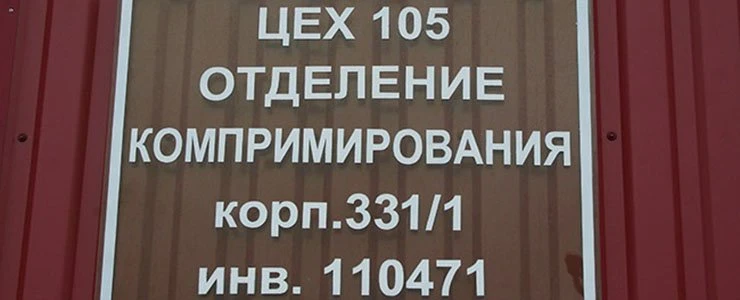 ЦЕХ 105
ОТДЕЛЕНИЕ
КОМПРИМИРОВАНИЯ
корп.331/1
инв. 110471